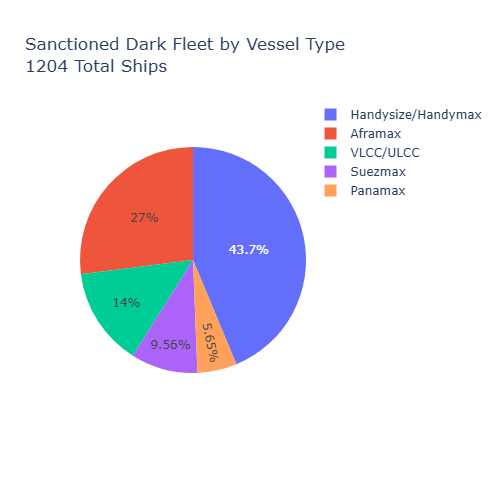 Sanctioned Dark Fleet by Vessel Type
1204 Total Ships
Handysize/Handymax
Aframax
VLCC/ULCC
Suezmax
Panamax
27%
43.7%
14%
9.56%
5.65%